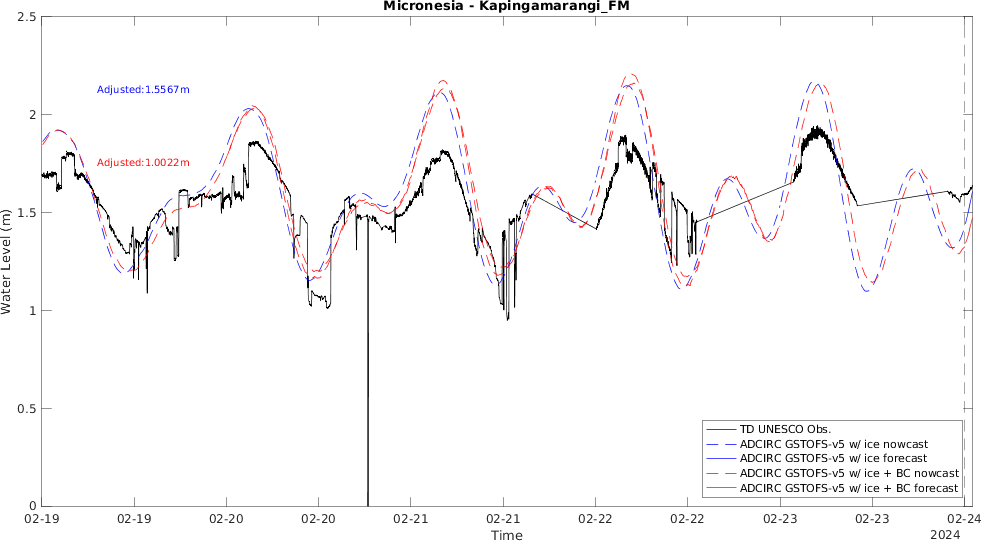 Micronesia - Kapingamarangi_FM
2.5
2
1.5
1
0.5
0
Water Level (m)
Adjusted:1.5567m
Adjusted:1.0022m
TD UNESCO Obs.
ADCIRC GSTOFS-v5 w/ ice nowcast
ADCIRC GSTOFS-v5 w/ ice forecast
ADCIRC GSTOFS-v5 w/ ice + BC nowcast
ADCIRC GSTOFS-v5 w/ ice + BC forecast
02-19 02-19 02-20 02-20 02-21 02-21 02-22 02-22 02-23 02-23 02-24
Time
2024